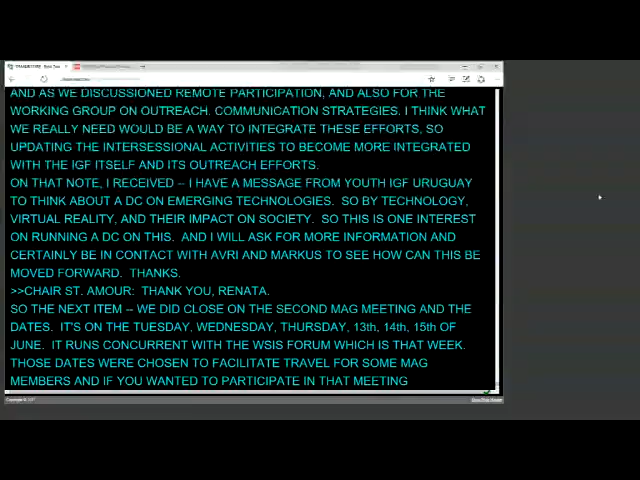 AND AS WE DISCUSSIONED REMOTE PARTICIPATION, AND ALSO FOR THE
WORKING GROUP ON OUTREACH. COMMUNICATION STRATEGIES. I THINK WHAT
WE REALLY NEED WOULD BE A WAY TO INTEGRATE THESE EFFORTS, SO
UPDATING THE INTERSESSIONAL ACTIVITIES TO BECOME MORE INTEGRATED
WITH THE IGF ITSELF AND ITS OUTREACH EFFORTS.
ON THAT NOTE, I RECEIVED -- I HAVE A MESSAGE FROM YOUTH IGF URUGUAY
TO THINK ABOUT A DC ON EMERGING TECHNOLOGIES. SO BY TECHNOLOGY,
VIRTUAL REALITY, AND THEIR IMPACT ON SOCIETY. SO THIS IS ONE INTEREST
ON RUNNING A DC ON THIS. AND I WILL ASK FOR MORE INFORMATION AND
CERTAINLY BE IN CONTACT WITH AVRI AND MARKUS TO SEE HOW CAN THIS BE
MOVED FORWARD. THANKS.
>>CHAIR ST. AMOUR: THANK YOU, RENATA.
SO THE NEXT ITEM -- WE DID CLOSE ON THE SECOND MAG MEETING AND THE
DATES. IT'S ON THE TUESDAY, WEDNESDAY, THURSDAY, 13th, 14th, 15th OF
JUNE. IT RUNS CONCURRENT WITH THE WSIS FORUM WHICH IS THAT WEEK.
THOSE DATES WERE CHOSEN TO FACILITATE TRAVEL FOR SOME MAG
MEMBERS AND IF YOU WANTED TO PARTICIPATE IN THAT MEETING